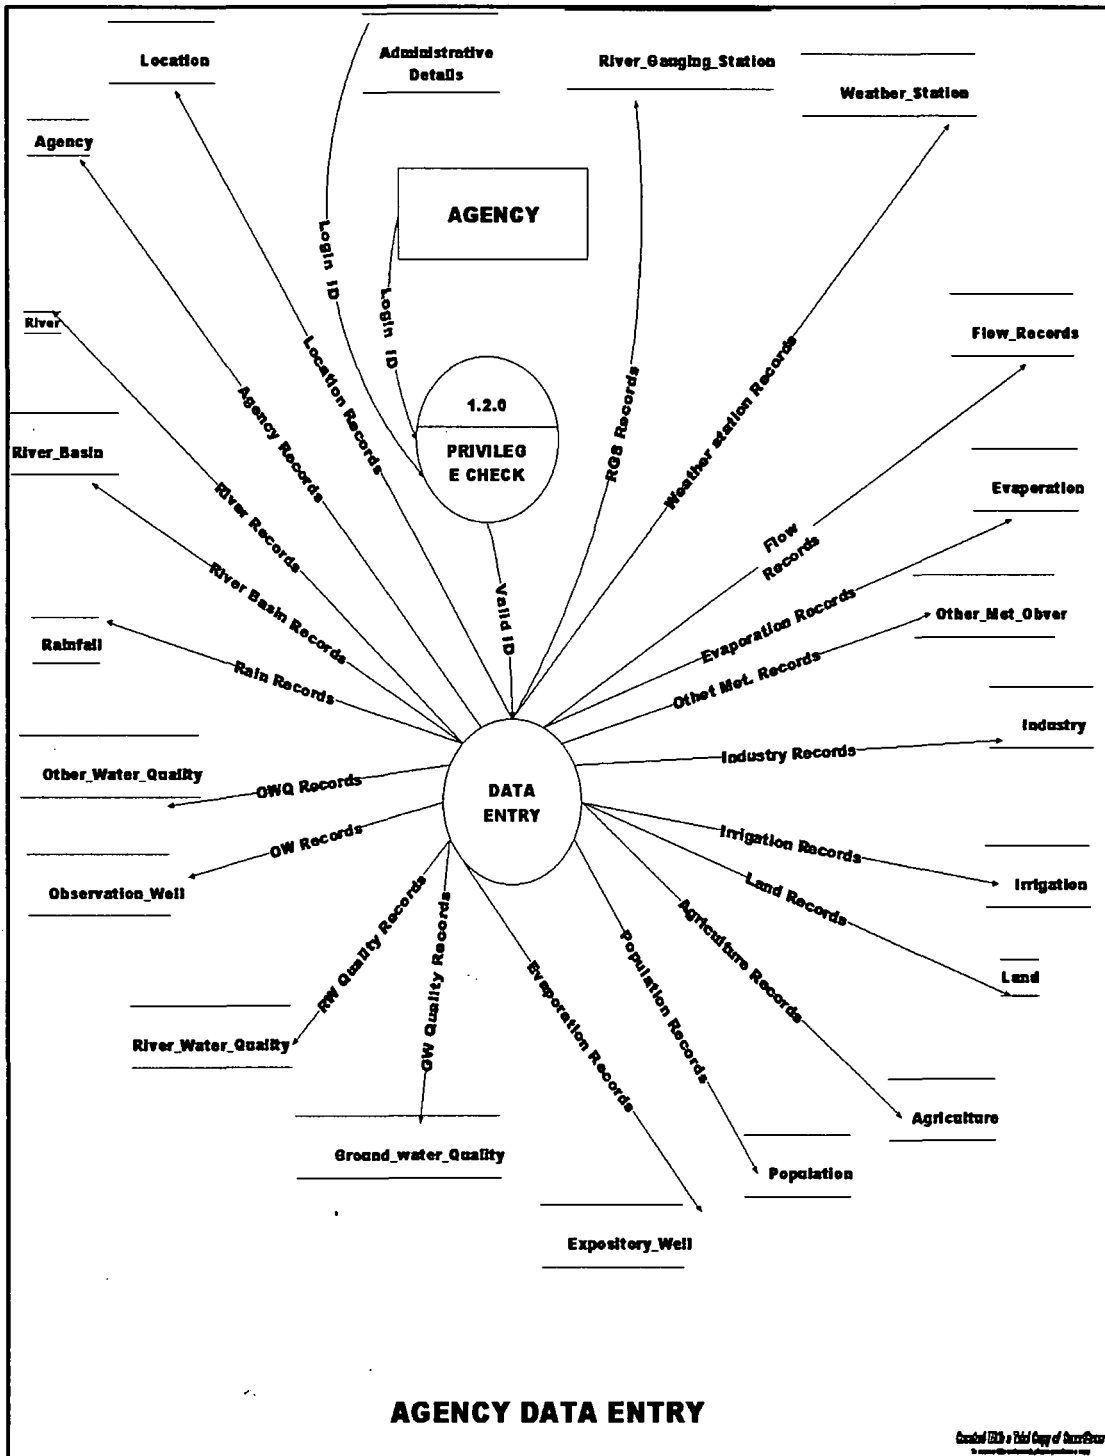 Location
Administrative
Details
River_Gauging_Station
Weather_Station
Agency
AGENCY
Login ID
Login ID
River
Location Records
Agency Records
RGS Records
Weather station Records
Flow_Records
1.2.0
PRIVILEG
E CHECK
River_Basin
River Records
Flow
Records
Evaperation
River Basin Records
Valid ID
Evaporation Records
Other_Met_Obver
Rainfall
Rain Records
Othet Met. Records
Industry
Industry Records
Other_Water_Quality
OWQ Records
DATA
ENTRY
OW Records
Irrigation Records
Irrigation
Observation_Well
Land Records
Land
RW Quality Records
GW Quality Records
Evaporation Records
Population Records
Agriculture Records
River_Water_Quality
Agriculture
Ground_water_Quality
Population
Expository_Well
AGENCY DATA ENTRY